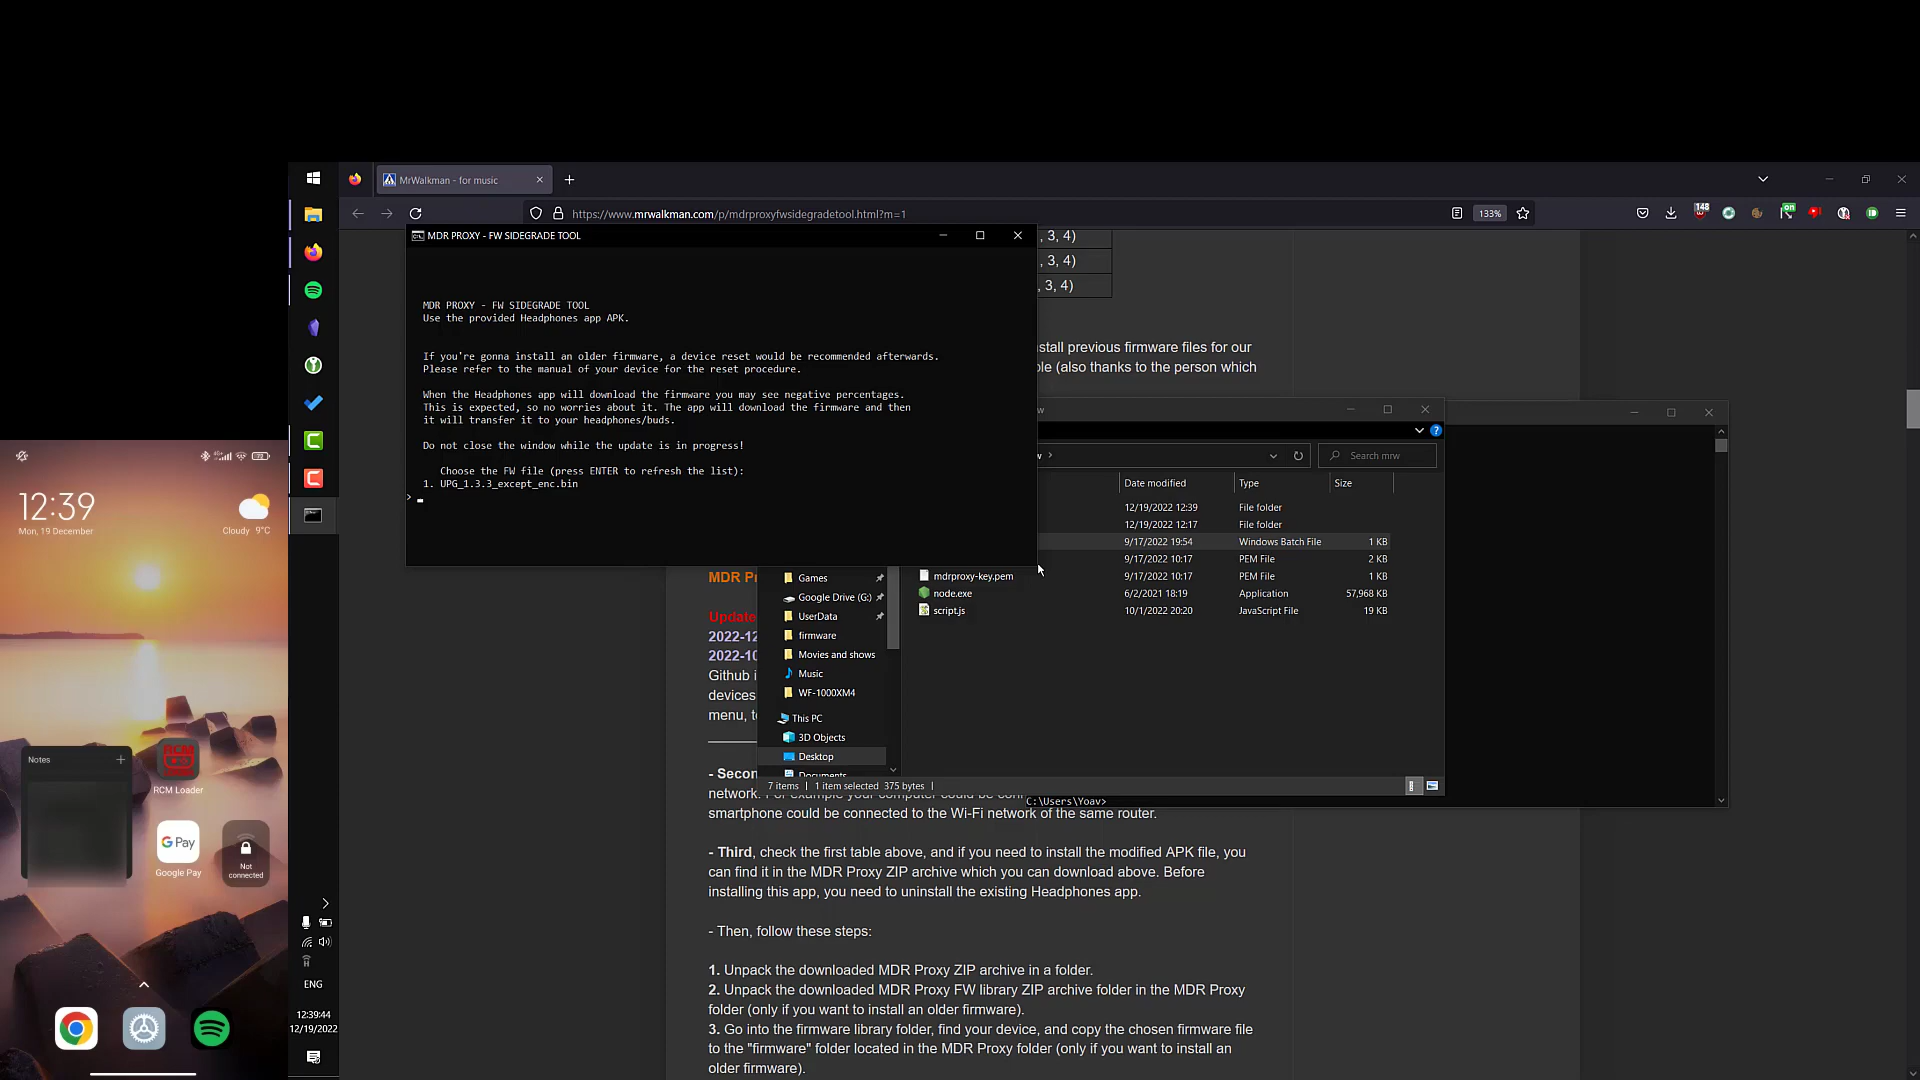 MrWalkman - for music
https://www.mrwalkman.com/p/mdrproxyfwsidegradetool.html?m=1
133%
148
on
MDR PROXY - FW SIDEGRADE TOOL
MDR PROXY - FW SIDEGRADE TOOL
Use the provided Headphones app APK.
If you're gonna install an older firmware, a device reset would be recommended afterwards.
Please refer to the manual of your device for the reset procedure.
When the Headphones app will download the firmware you may see negative percentages.
This is expected, so no worries about it. The app will download the firmware and then
it will transfer it to your headphones/buds.
Do not close the window while the update is in progress!
Choose the FW file (press ENTER to refresh the list):
1. UPG_1.3.3_except_enc.bin
>
, 3, 4)
, 3, 4)
, 3, 4)
stall previous firmware files for our
ple (also thanks to the person which
Search mrw
Date modified Type Size
12/19/2022 12:39 File folder
12/19/2022 12:17 File folder
9/17/2022 19:54 Windows Batch File 1 KB
9/17/2022 10:17 PEM File 2 KB
mdrproxy-key.pem 9/17/2022 10:17 PEM File 1 KB
node.exe 6/2/2021 18:19 Application 57,968 KB
script.js 10/1/2022 20:20 JavaScript File 19 KB
Games
Google Drive (G:)
UserData
firmware
Movies and shows
Music
WF-1000XM4
This PC
3D Objects
Desktop
Documents
7 items 1 item selected 375 bytes
C:\Users\Yoav>
MDR P
Update
2022-12
2022-10
Github i
devices
menu, t
- Secon
smartphone could be connected to the Wi-Fi network of the same router.
- Third, check the first table above, and if you need to install the modified APK file, you
can find it in the MDR Proxy ZIP archive which you can download above. Before
installing this app, you need to uninstall the existing Headphones app.
- Then, follow these steps:
1. Unpack the downloaded MDR Proxy ZIP archive in a folder.
2. Unpack the downloaded MDR Proxy FW library ZIP archive folder in the MDR Proxy
folder (only if you want to install an older firmware).
3. Go into the firmware library folder, find your device, and copy the chosen firmware file
to the "firmware" folder located in the MDR Proxy folder (only if you want to install an
older firmware).
ENG
12:39:44
12/19/2022
12:39
Mon, 19 December
Cloudy 9°C
Notes
RCM
RCM Loader
G Pay
Google Pay
Not
connected